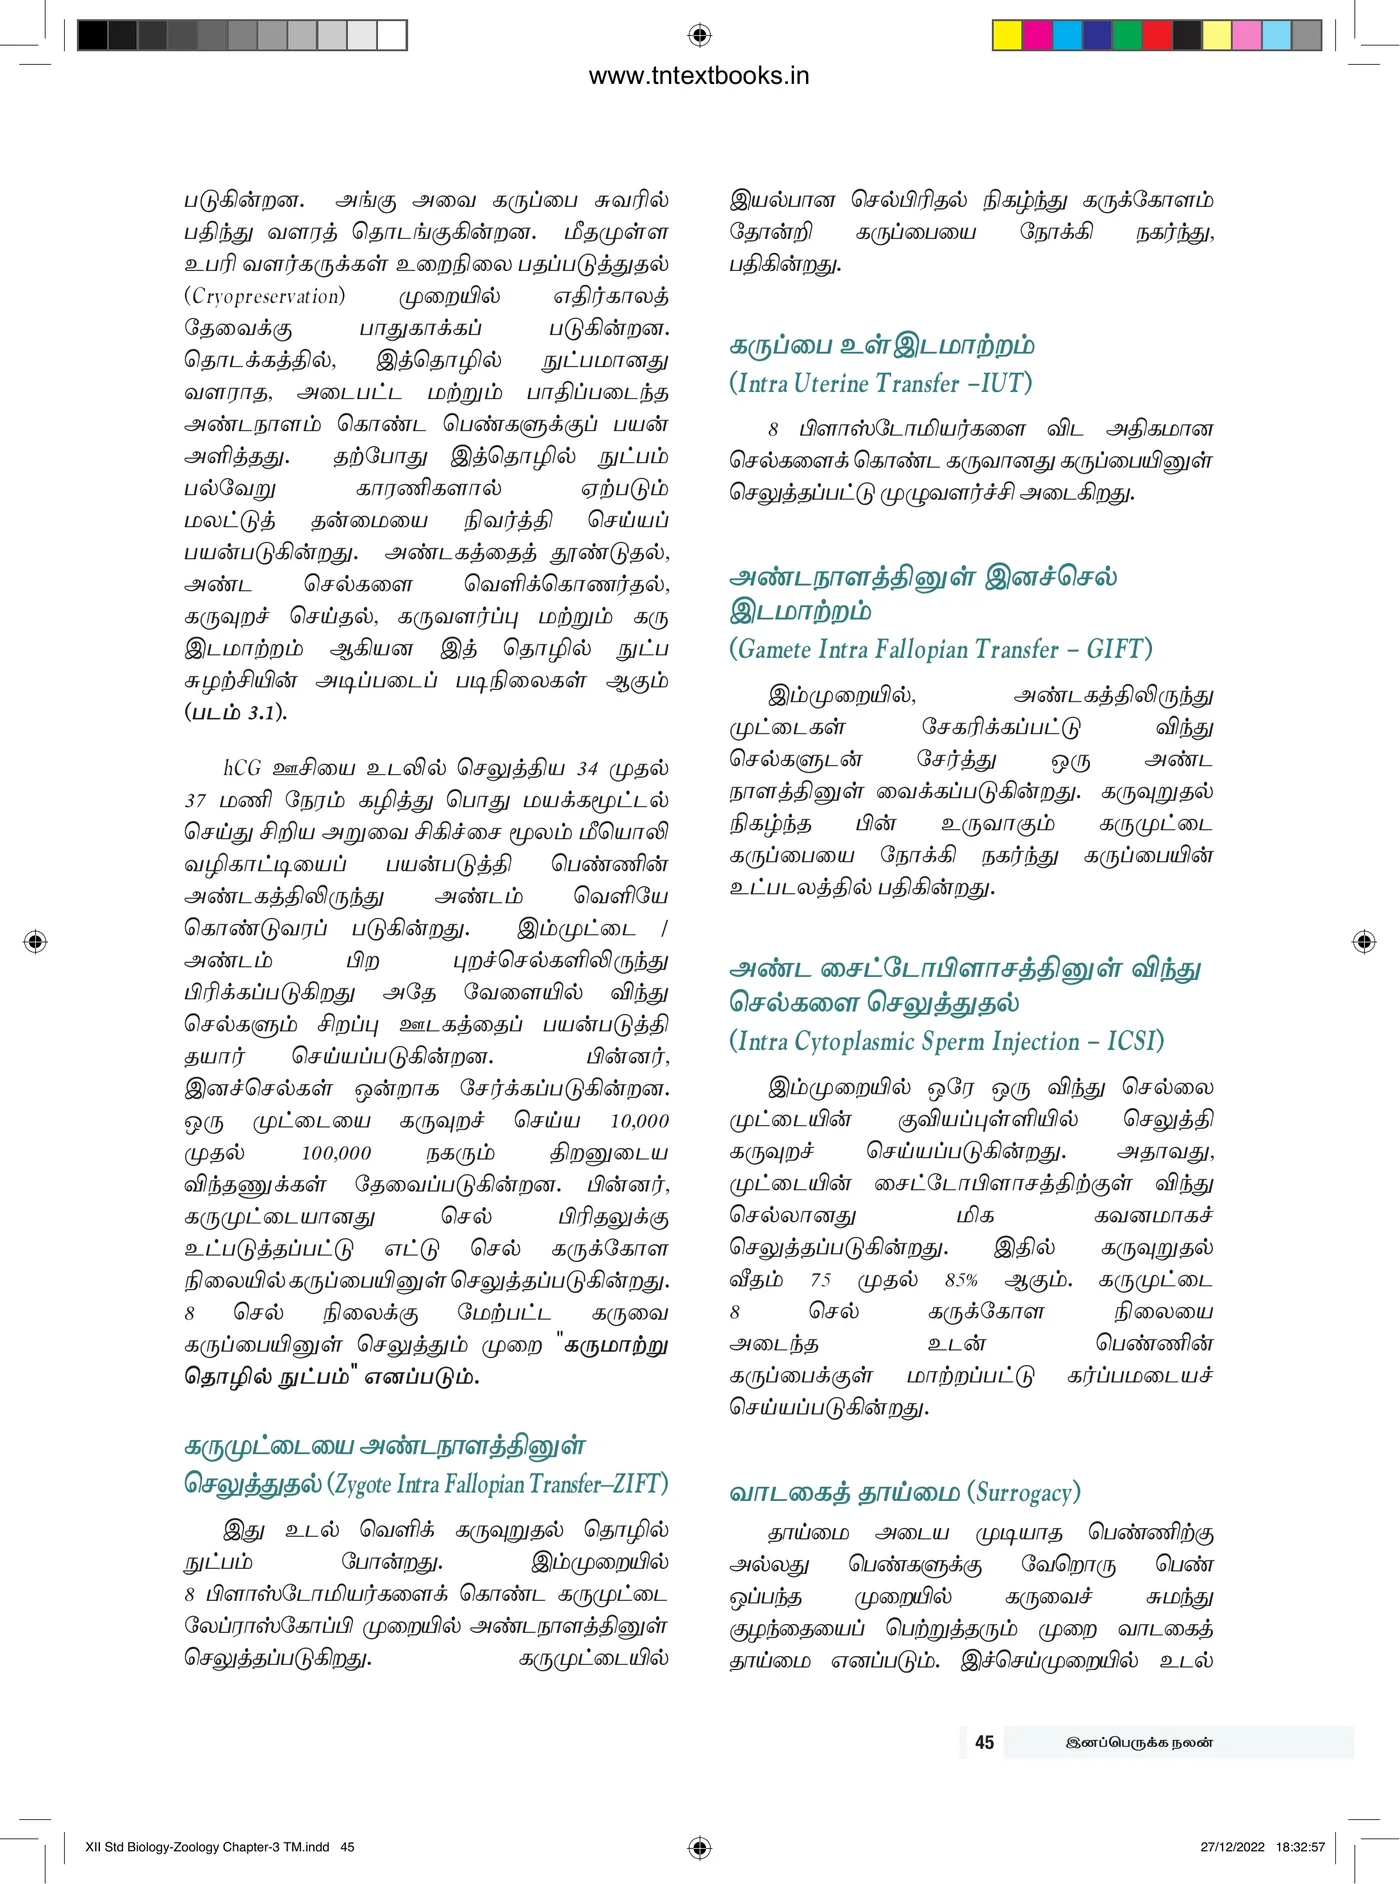 www.tntextbooks.in
படுகின்றன. அங்கு அவை கருப்பை சுவரில்
பதிந்து வளரத் தொடங்குகின்றன. மீதமுள்ள
உபரி வளர்கருக்கள் உறைநிலை பதப்படுத்துதல்
(Cryopreservation) முறையில் எதிர்காலத்
தேவைக்கு பாதுகாக்கப் படுகின்றன.
தொடக்கத்தில், இத்தொழில் நுட்பமானது
வளராத, அடைபட்ட மற்றும் பாதிப்படைந்த
அண்டநாளம் கொண்ட பெண்களுக்குப் பயன்
அளித்தது. தற்போது இத்தொழில் நுட்பம்
பல்வேறு காரணிகளால் ஏற்படும்
மலட்டுத் தன்மையை நிவர்த்தி செய்யப்
பயன்படுகின்றது. அண்டகத்தைத் தூண்டுதல்,
அண்ட செல்களை வெளிக்கொணர்தல்,
கருவுறச் செய்தல், கருவளர்ப்பு மற்றும் கரு
இடமாற்றம் ஆகியன இத் தொழில் நுட்ப
சுழற்சியின் அடிப்படைப் படிநிலைகள் ஆகும்
(படம் 3.1).
hCG ஊசியை உடலில் செலுத்திய 34 முதல்
37 மணி நேரம் கழித்து பொது மயக்கமூட்டல்
செய்து சிறிய அறுவை சிகிச்சை மூலம் மீயொலி
வழிகாட்டியைப் பயன்படுத்தி பெண்ணின்
அண்டகத்திலிருந்து அண்டம் வெளியே
கொண்டுவரப் படுகின்றது. இம்முட்டை /
அண்டம் பிற புறச்செல்களிலிருந்து
பிரிக்கப்படுகிறது அதே வேளையில் விந்து
செல்களும் சிறப்பு ஊடகத்தைப் பயன்படுத்தி
தயார் செய்யப்படுகின்றன. பின்னர்,
இனச்செல்கள் ஒன்றாக சேர்க்கப்படுகின்றன.
ஒரு முட்டையை கருவுறச் செய்ய 10,000
முதல் 100,000 நகரும் திறனுடைய
விந்தணுக்கள் தேவைப்படுகின்றன. பின்னர்,
கருமுட்டையானது செல் பிரிதலுக்கு
உட்படுத்தப்பட்டு எட்டு செல் கருக்கோள
நிலையில் கருப்பையினுள் செலுத்தப்படுகின்றது.
8 செல் நிலைக்கு மேற்பட்ட கருவை
கருப்பையினுள் செலுத்தும் முறை "கருமாற்று
தொழில் நுட்பம்" எனப்படும்.
கருமுட்டையை அண்டநாளத்தினுள்
செலுத்துதல் (Zygote Intra Fallopian Transfer–ZIFT)
இது உடல் வெளிக் கருவுறுதல் தொழில்
நுட்பம் போன்றது. இம்முறையில்
8 பிளாஸ்டோமியர்களைக் கொண்ட கருமுட்டை
லேப்ராஸ்கோப்பி முறையில் அண்டநாளத்தினுள்
செலுத்தப்படுகிறது. கருமுட்டையில்
இயல்பான செல்பிரிதல் நிகழ்ந்து கருக்கோளம்
தோன்றி கருப்பையை நோக்கி நகர்ந்து,
பதிகின்றது.
கருப்பை உள் இடமாற்றம்
(Intra Uterine Transfer –IUT)
8 பிளாஸ்டோமியர்களை விட அதிகமான
செல்களைக் கொண்ட கருவானது கருப்பையினுள்
செலுத்தப்பட்டு முழுவளர்ச்சி அடைகிறது.
அண்டநாளத்தினுள் இனச்செல்
இடமாற்றம்
(Gamete Intra Fallopian Transfer – GIFT)
இம்முறையில், அண்டகத்திலிருந்து
முட்டைகள் சேகரிக்கப்பட்டு விந்து
செல்களுடன் சேர்த்து ஒரு அண்ட
நாளத்தினுள் வைக்கப்படுகின்றது. கருவுறுதல்
நிகழ்ந்த பின் உருவாகும் கருமுட்டை
கருப்பையை நோக்கி நகர்ந்து கருப்பையின்
உட்படலத்தில் பதிகின்றது.
அண்ட சைட்டோபிளாசத்தினுள் விந்து
செல்களை செலுத்துதல்
(Intra Cytoplasmic Sperm Injection – ICSI)
இம்முறையில் ஒரே ஒரு விந்து செல்லை
முட்டையின் குவியப்புள்ளியில் செலுத்தி
கருவுறச் செய்யப்படுகின்றது. அதாவது,
முட்டையின் சைட்டோபிளாசத்திற்குள் விந்து
செல்லானது மிக கவனமாகச்
செலுத்தப்படுகின்றது. இதில் கருவுறுதல்
வீதம் 75 முதல் 85% ஆகும். கருமுட்டை
8 செல் கருக்கோள நிலையை
அடைந்த உடன் பெண்ணின்
கருப்பைக்குள் மாற்றப்பட்டு கர்ப்பமடையச்
செய்யப்படுகின்றது.
வாடகைத் தாய்மை (Surrogacy)
தாய்மை அடைய முடியாத பெண்ணிற்கு
அல்லது பெண்களுக்கு வேறொரு பெண்
ஒப்பந்த முறையில் கருவைச் சுமந்து
குழந்தையைப் பெற்றுத்தரும் முறை வாடகைத்
தாய்மை எனப்படும். இச்செய்முறையில் உடல்
45 இனப்பெருக்க நலன்
XII Std Biology-Zoology Chapter-3 TM.indd 45 27/12/2022 18:32:57